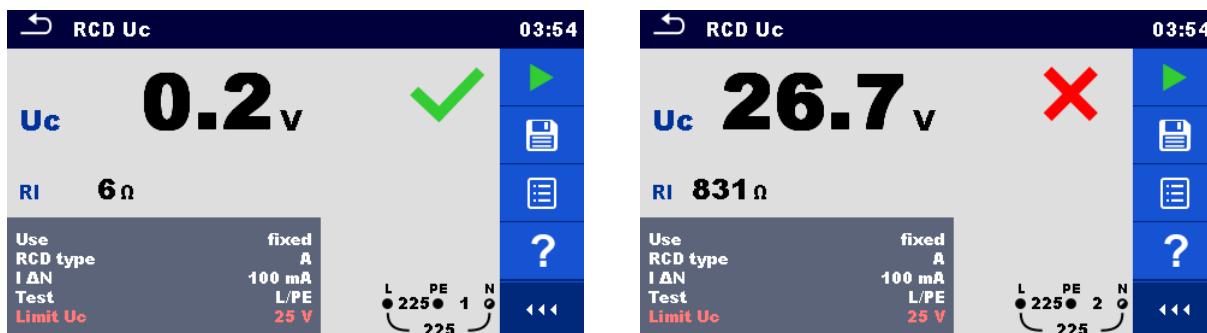 RCD Uc 03:54
Uc 0.2 V
RI 6 Ω
Use fixed
RCD type A
I ΔN 100 mA
Test L/PE
Limit Uc 25 V
L PE N
225 1
225
?
RCD Uc 03:54
Uc 26.7 V
RI 831 Ω
Use fixed
RCD type A
I ΔN 100 mA
Test L/PE
Limit Uc 25 V
L PE N
225 2
225
?